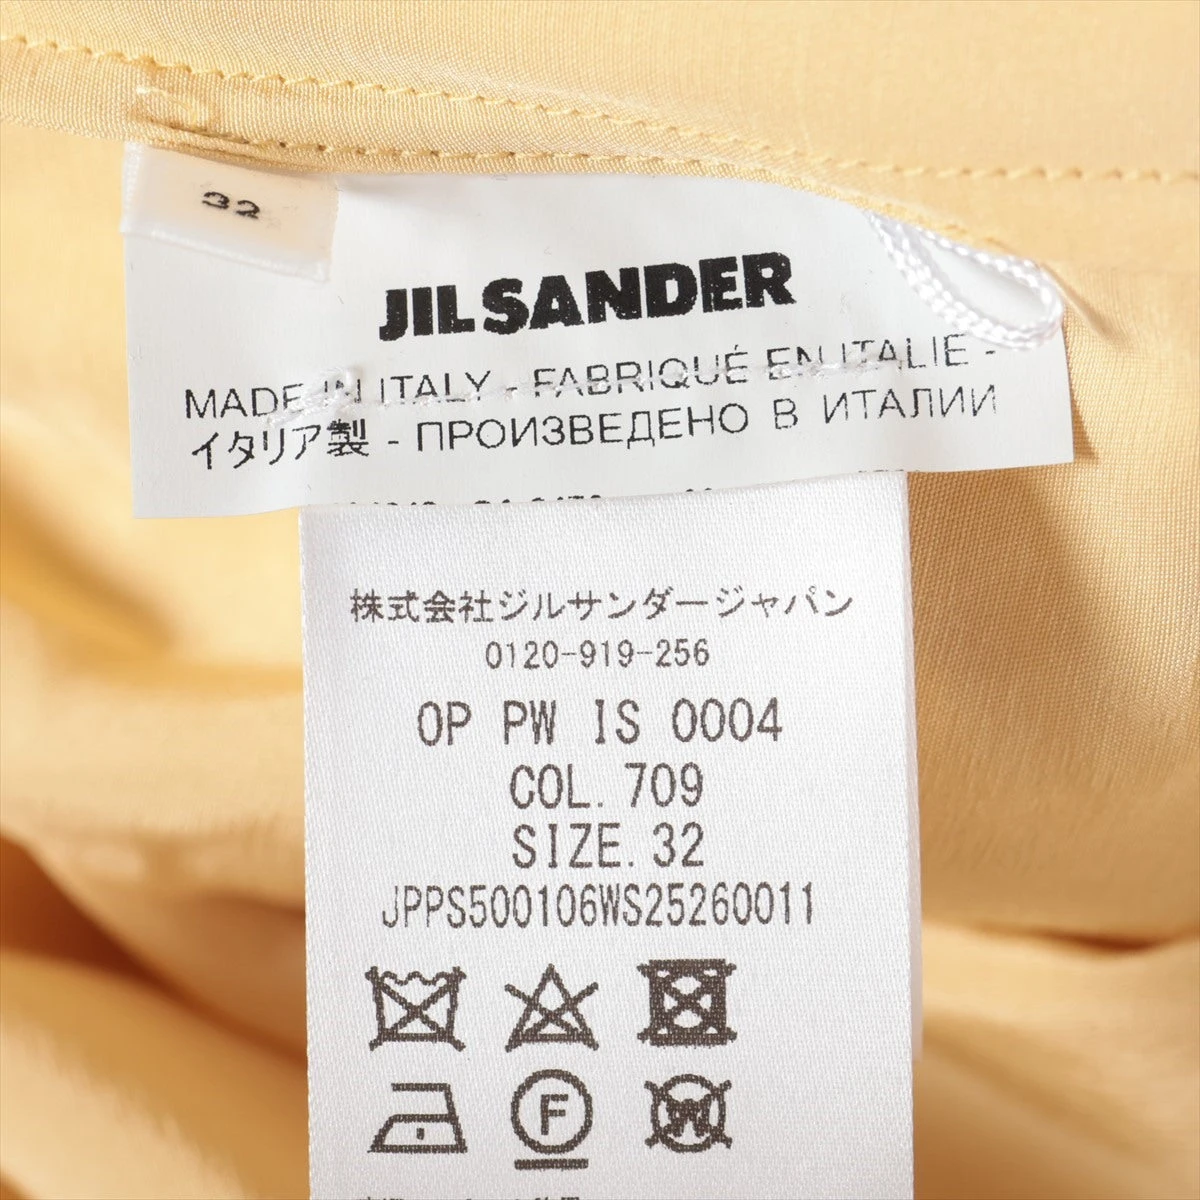 32
JIL SANDER
MADE IN ITALY - FABRIQUÉ EN ITALIE -
イタリア製 - ПРОИЗВЕДЕНО В ИТАЛИИ
株式会社ジルサンダージャパン
0120-919-256
OP PW IS 0004
COL. 709
SIZE. 32
JPPS500106WS25260011
F
W